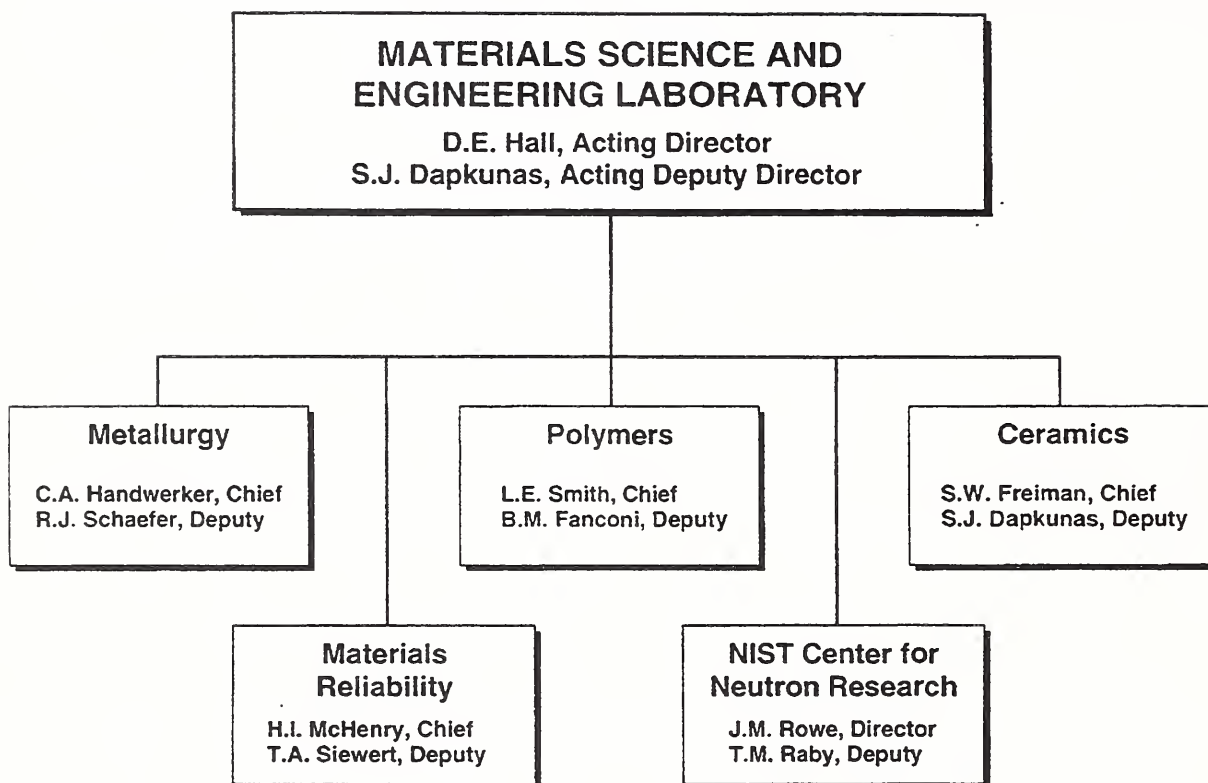 MATERIALS SCIENCE AND
ENGINEERING LABORATORY
D.E. Hall, Acting Director
S.J. Dapkunas, Acting Deputy Director
Metallurgy
C.A. Handwerker, Chief
R.J. Schaefer, Deputy
Polymers
L.E. Smith, Chief
B.M. Fanconi, Deputy
Ceramics
S.W. Freiman, Chief
S.J. Dapkunas, Deputy
Materials
Reliability
H.I. McHenry, Chief
T.A. Siewert, Deputy
NIST Center for
Neutron Research
J.M. Rowe, Director
T.M. Raby, Deputy